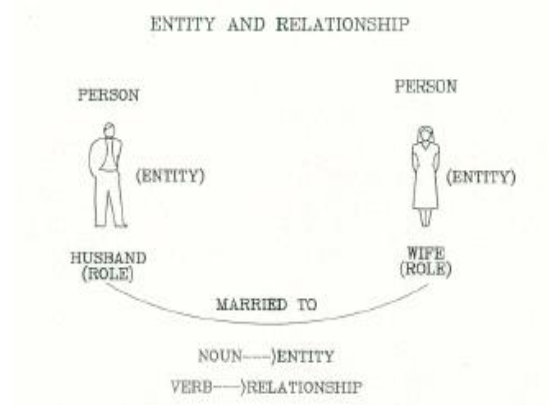 ENTITY AND RELATIONSHIP
PERSON
PERSON
(ENTITY)
(ENTITY)
HUSBAND
(ROLE)
WIFE
(ROLE)
MARRIED TO
NOUN---->ENTITY
VERB--->RELATIONSHIP